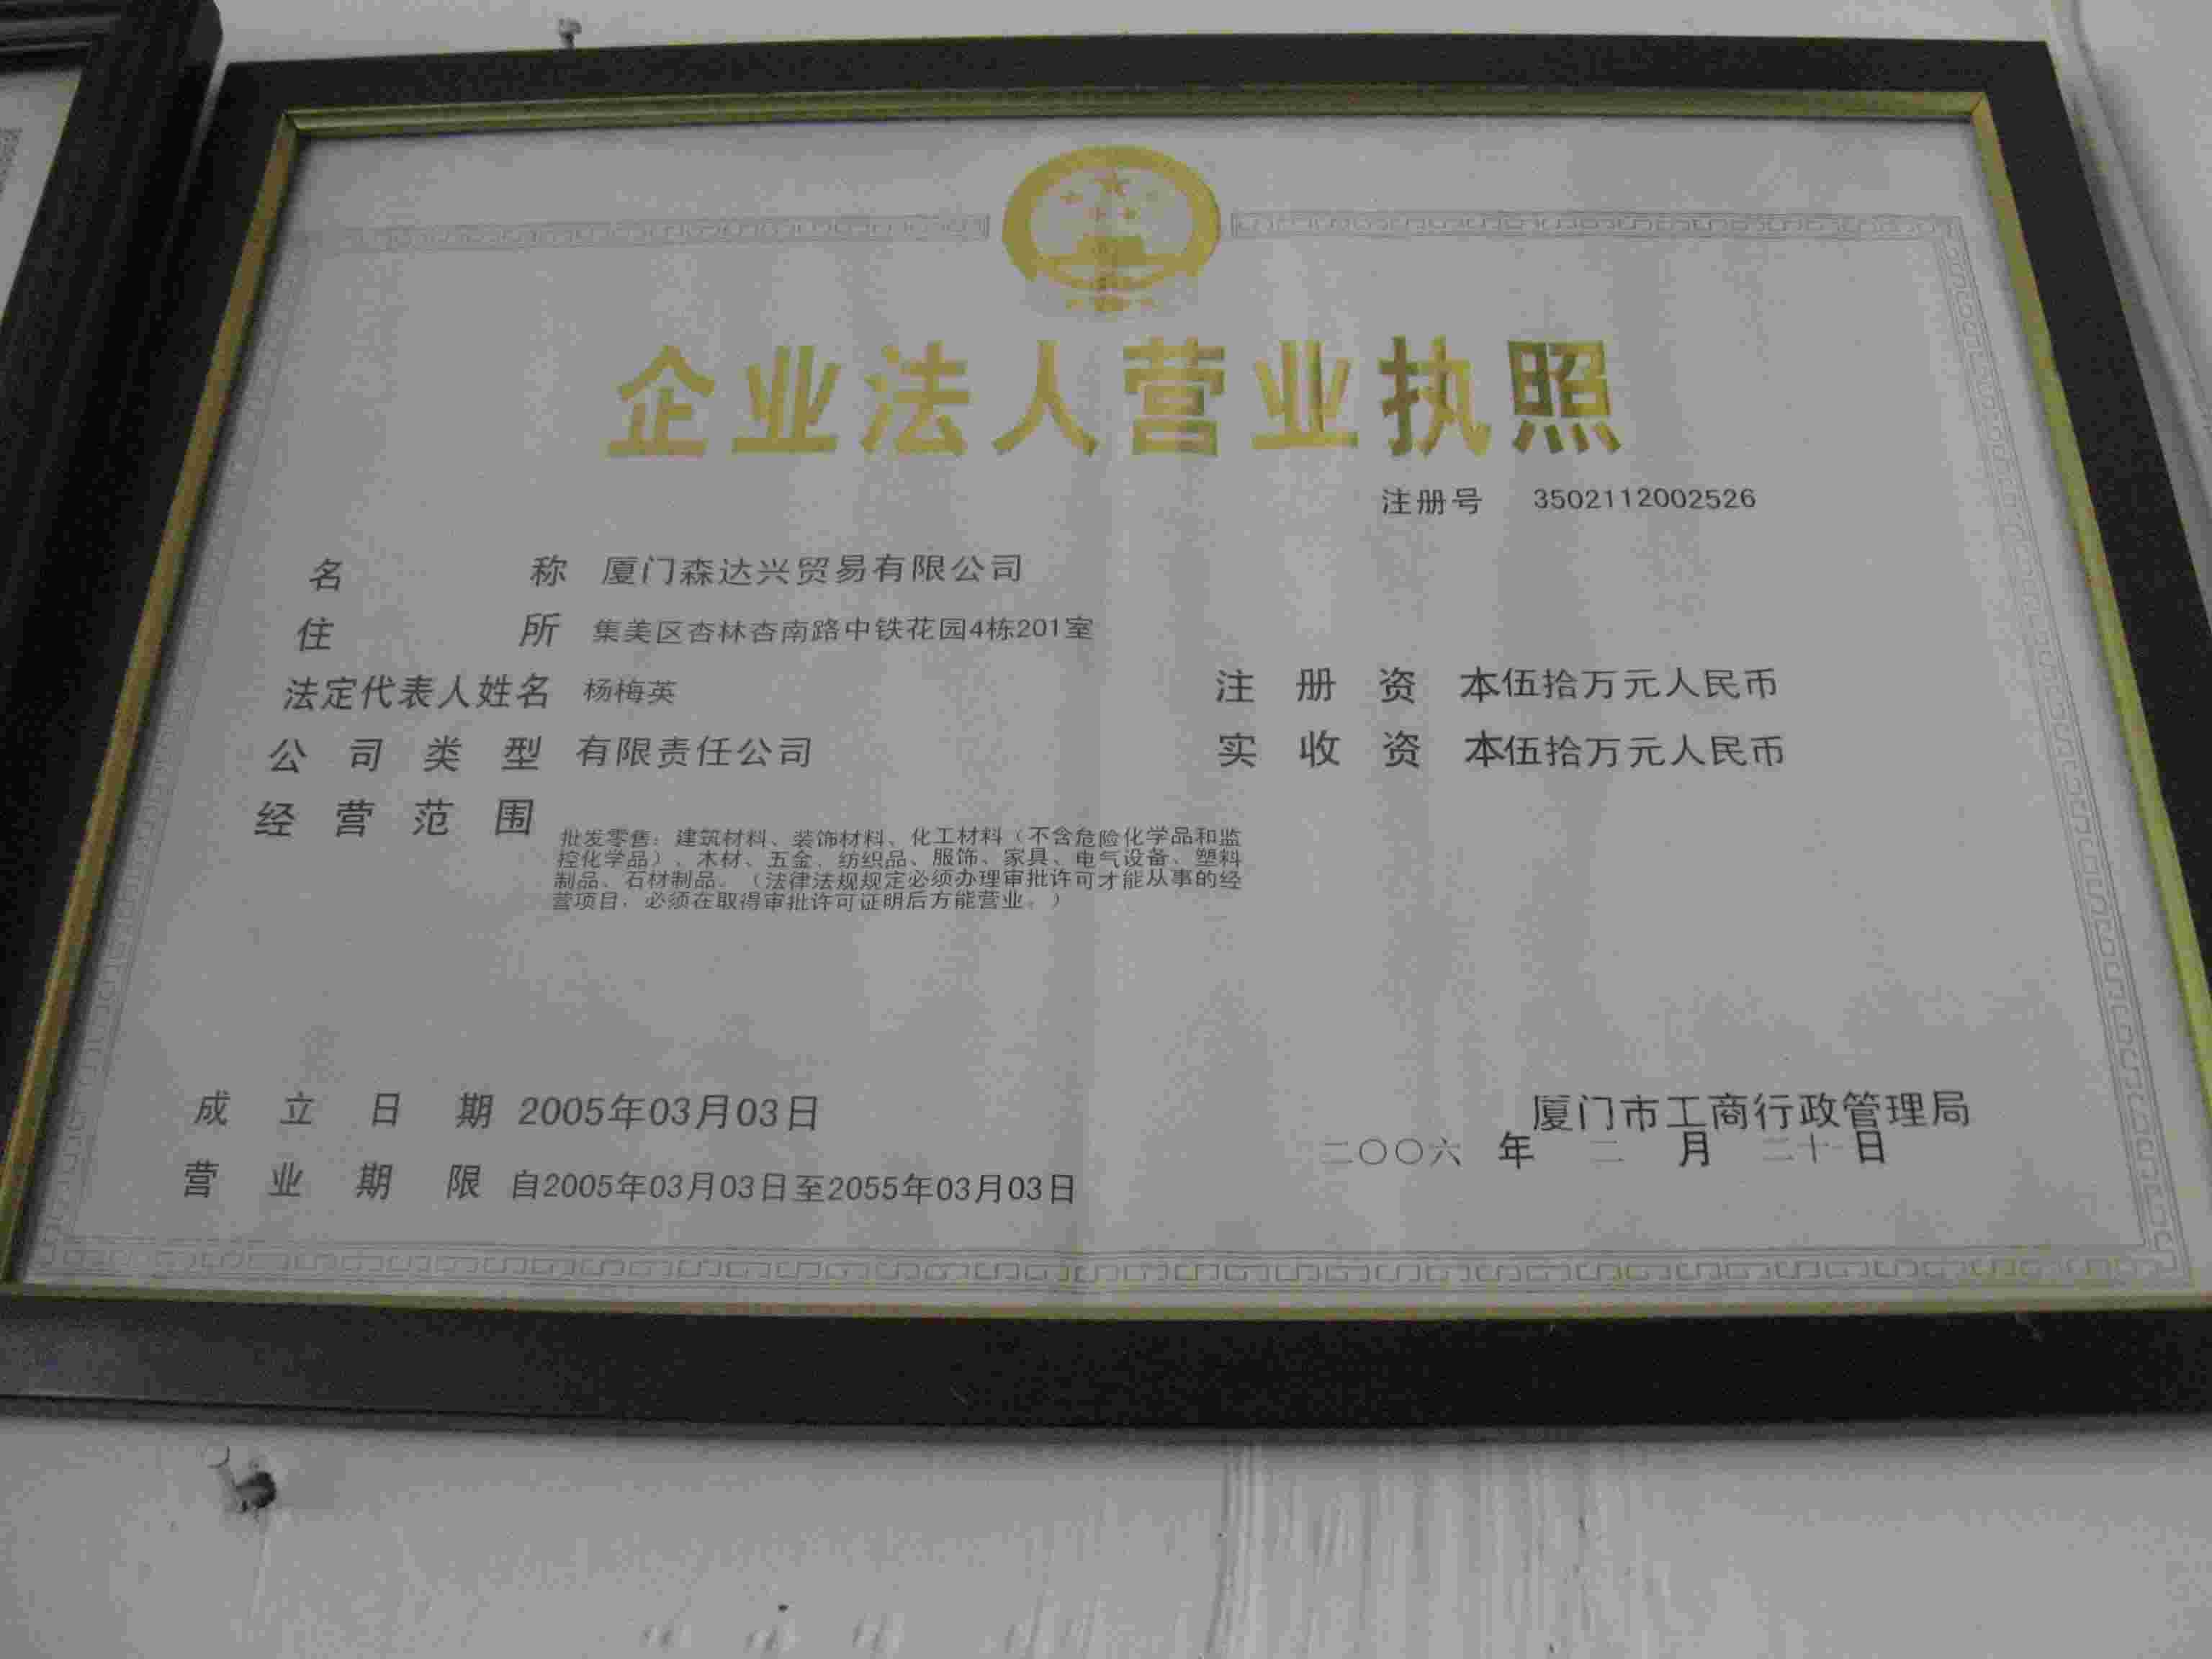 企业法人营业执照
注册号 3502112002526
名称 厦门森达兴贸易有限公司
住所 集美区杏林杏南路中铁花园4栋201室
法定代表人姓名 杨梅英
注册资本伍拾万元人民币
公司类型 有限责任公司
实收资本伍拾万元人民币
经营范围
批发零售：建筑材料、装饰材料、化工材料（不含危险化学品和监
控化学品）、木材、五金、纺织品、服饰、家具、电气设备、塑料
制品、石材制品。（法律法规规定必须办理审批许可才能从事的经
营项目，必须在取得审批许可证明后方能营业。）
成立日期 2005年03月03日
厦门市工商行政管理局
二〇〇六 年 二 月 二十 日
营业期限 自2005年03月03日至2055年03月03日